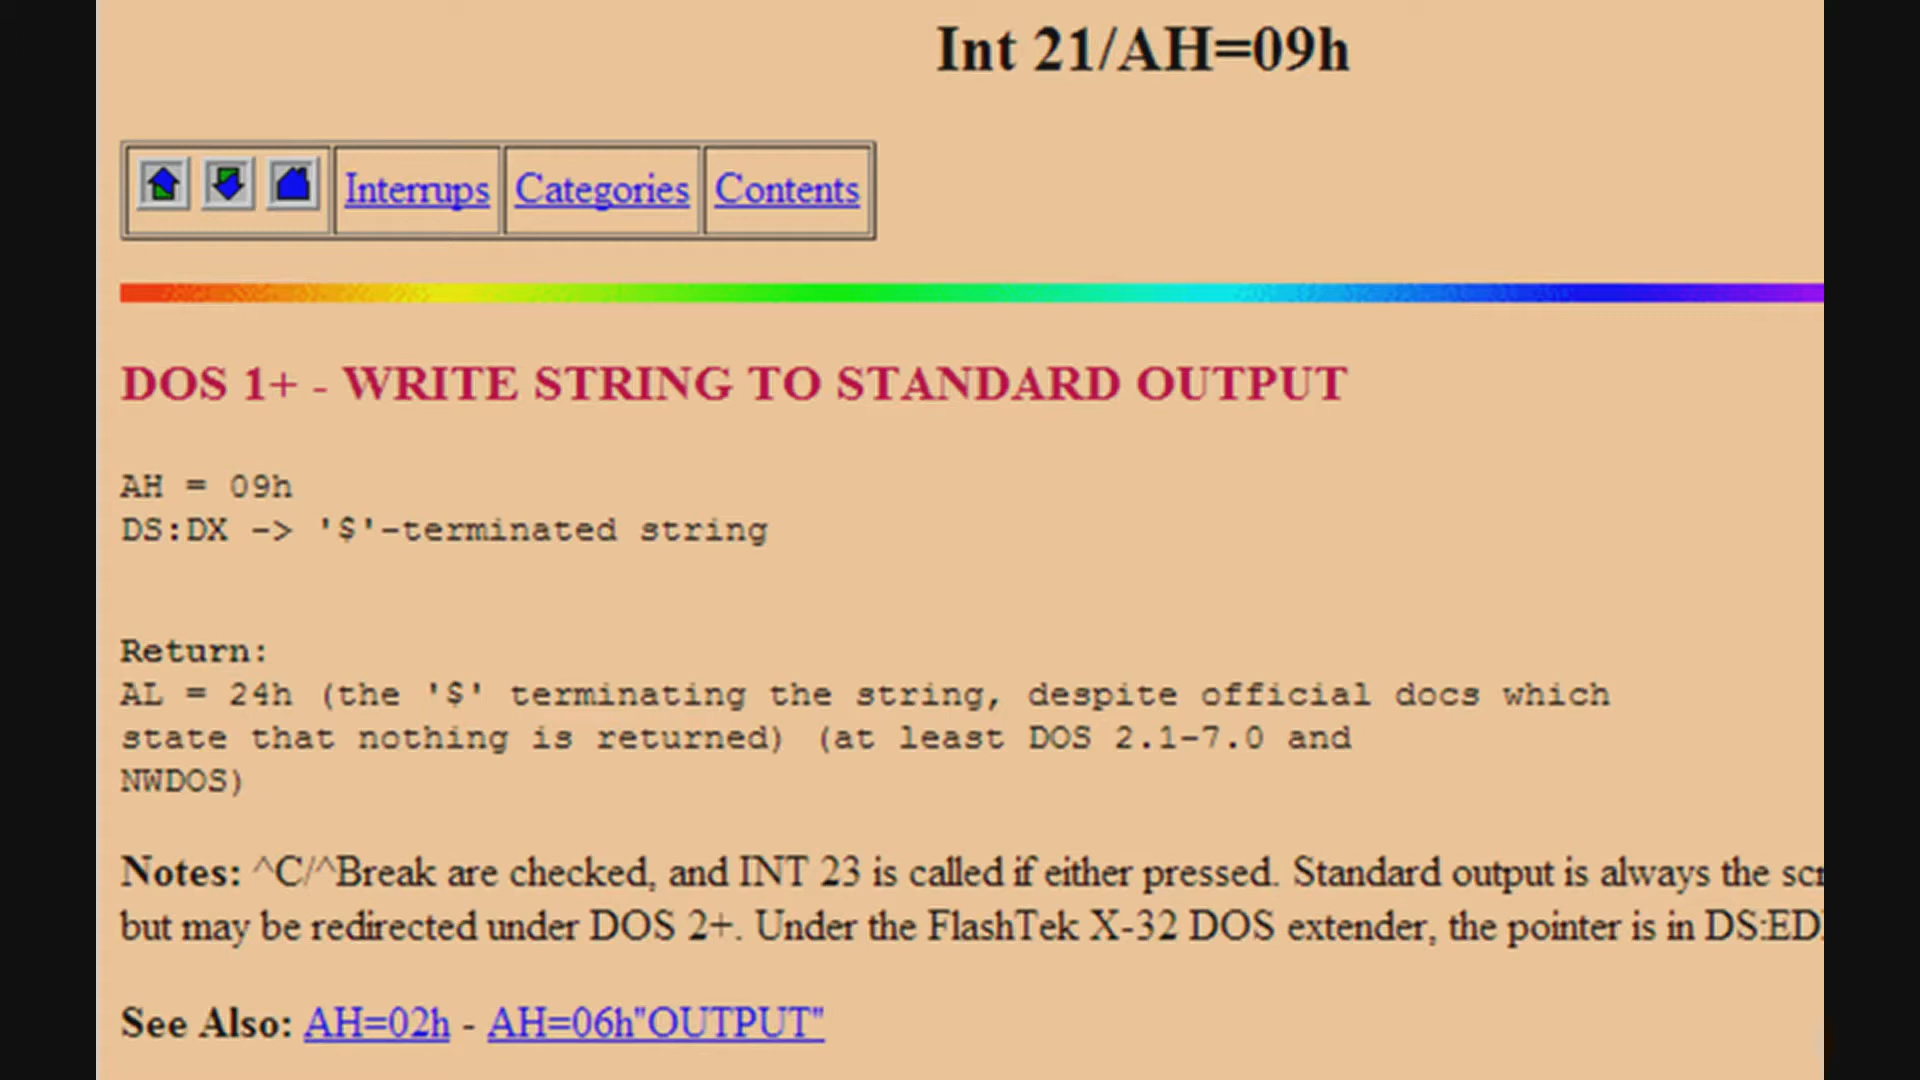 Int 21/AH=09h
Interrups Categories Contents
DOS 1+ - WRITE STRING TO STANDARD OUTPUT
AH = 09h
DS:DX -> '$'-terminated string
Return:
AL = 24h (the '$' terminating the string, despite official docs which
state that nothing is returned) (at least DOS 2.1-7.0 and
NWDOS)
Notes: ^C/^Break are checked, and INT 23 is called if either pressed. Standard output is always the
but may be redirected under DOS 2+. Under the FlashTek X-32 DOS extender, the pointer is in
See Also: AH=02h - AH=06h"OUTPUT"